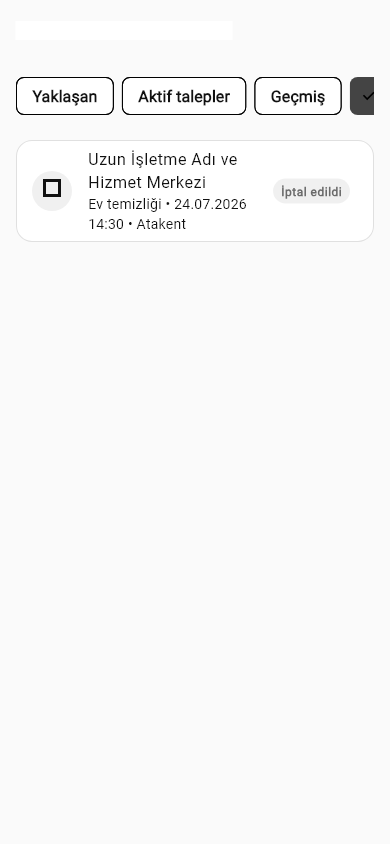 Yaklaşan
Aktif talepler
Geçmiş
Uzun İşletme Adı ve
Hizmet Merkezi
Ev temizliği • 24.07.2026
14:30 • Atakent
İptal edildi